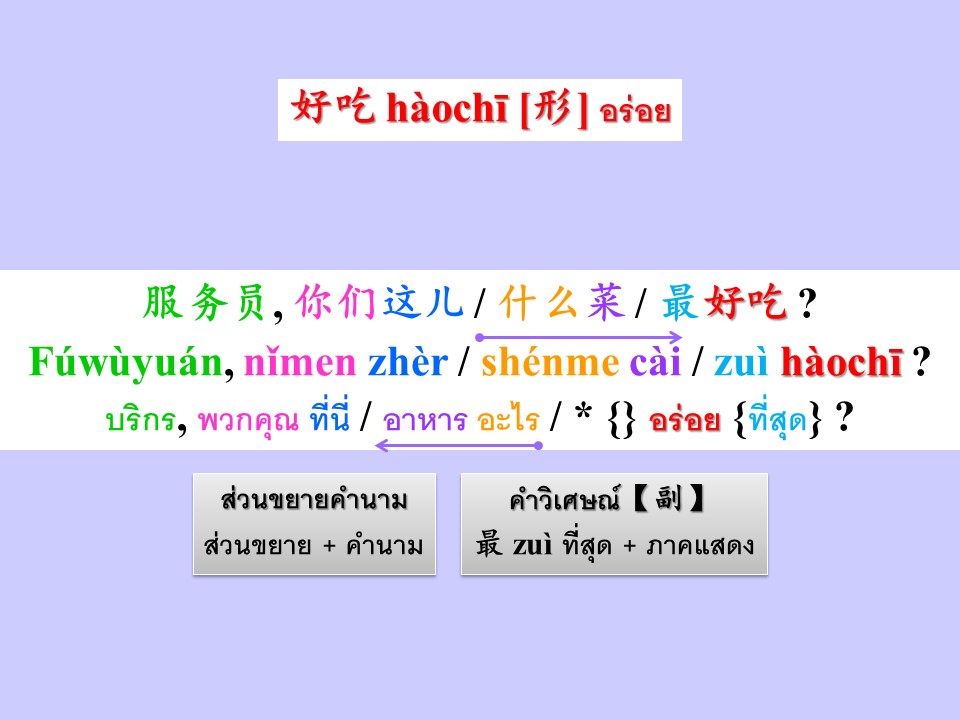 好吃 hàochī [形] อร่อย
服务员, 你们这儿 / 什么菜 / 最好吃 ?
Fúwùyuán, nǐmen zhèr / shénme cài / zuì hàochī ?
บริกร, พวกคุณ ที่นี่ / อาหาร อะไร / * {} อร่อย {ที่สุด} ?
ส่วนขยายคำนาม
ส่วนขยาย + คำนาม
คำวิเศษณ์【副】
最 zuì ที่สุด + ภาคแสดง